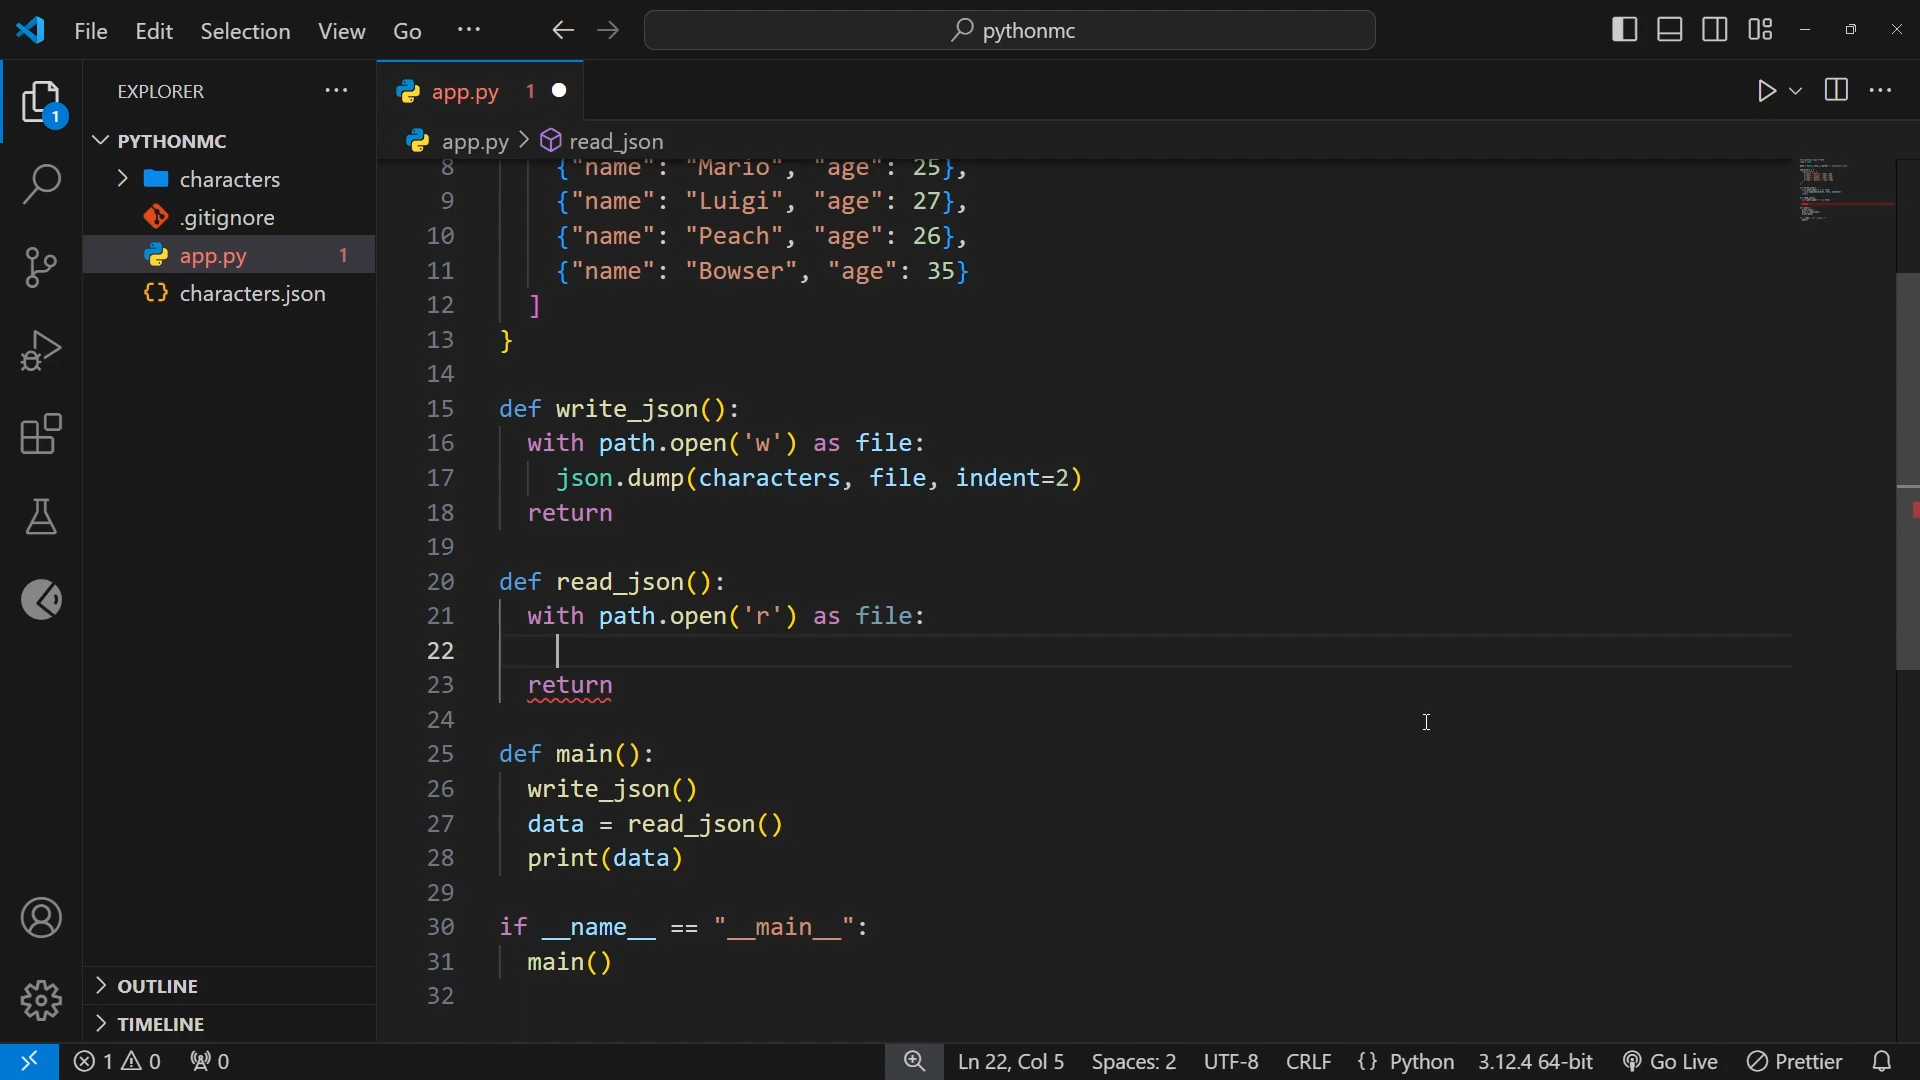 File Edit Selection View Go ··· pythonmc
EXPLORER ···
app.py 1
app.py > read_json
1
PYTHONMC
characters
.gitignore
app.py 1
characters.json
8 {"name": "Mario", "age": 25},
9 {"name": "Luigi", "age": 27},
10 {"name": "Peach", "age": 26},
11 {"name": "Bowser", "age": 35}
12 ]
13 }
14
15 def write_json():
16 with path.open('w') as file:
17 json.dump(characters, file, indent=2)
18 return
19
20 def read_json():
21 with path.open('r') as file:
22
23 return
24
25 def main():
26 write_json()
27 data = read_json()
28 print(data)
29
30 if __name__ == "__main__":
31 main()
32
OUTLINE
TIMELINE
1 0 0 Ln 22, Col 5 Spaces: 2 UTF-8 CRLF {} Python 3.12.4 64-bit Go Live Prettier